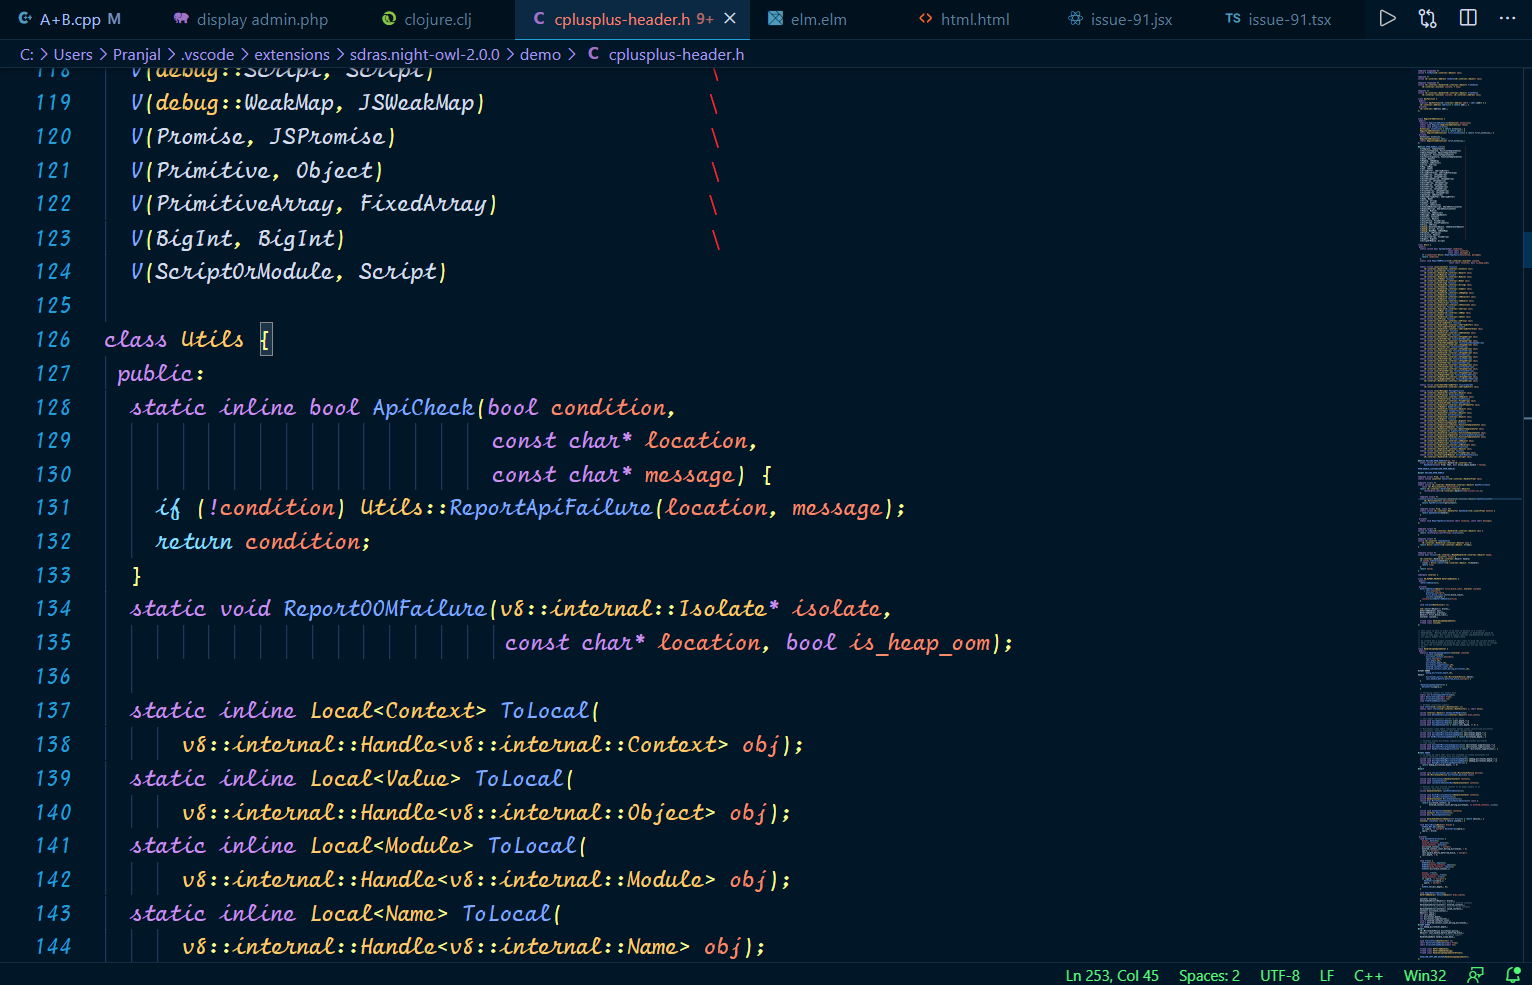 A+B.cpp M display admin.php clojure.clj C cplusplus-header.h 9+ elm.elm html.html issue-91.jsx TS issue-91.tsx
C: > Users > Pranjal > .vscode > extensions > sdras.night-owl-2.0.0 > demo > C cplusplus-header.h
118 V(debug::Script, Script) \
119 V(debug::WeakMap, JSWeakMap) \
120 V(Promise, JSPromise) \
121 V(Primitive, Object) \
122 V(PrimitiveArray, FixedArray) \
123 V(BigInt, BigInt) \
124 V(ScriptOrModule, Script)
125
126 class Utils {
127 public:
128 static inline bool ApiCheck(bool condition,
129 const char* location,
130 const char* message) {
131 if (!condition) Utils::ReportApiFailure(location, message);
132 return condition;
133 }
134 static void ReportOOMFailure(v8::internal::Isolate* isolate,
135 const char* location, bool is_heap_oom);
136
137 static inline Local<Context> ToLocal(
138 v8::internal::Handle<v8::internal::Context> obj);
139 static inline Local<Value> ToLocal(
140 v8::internal::Handle<v8::internal::Object> obj);
141 static inline Local<Module> ToLocal(
142 v8::internal::Handle<v8::internal::Module> obj);
143 static inline Local<Name> ToLocal(
144 v8::internal::Handle<v8::internal::Name> obj);
Ln 253, Col 45 Spaces: 2 UTF-8 LF C++ Win32